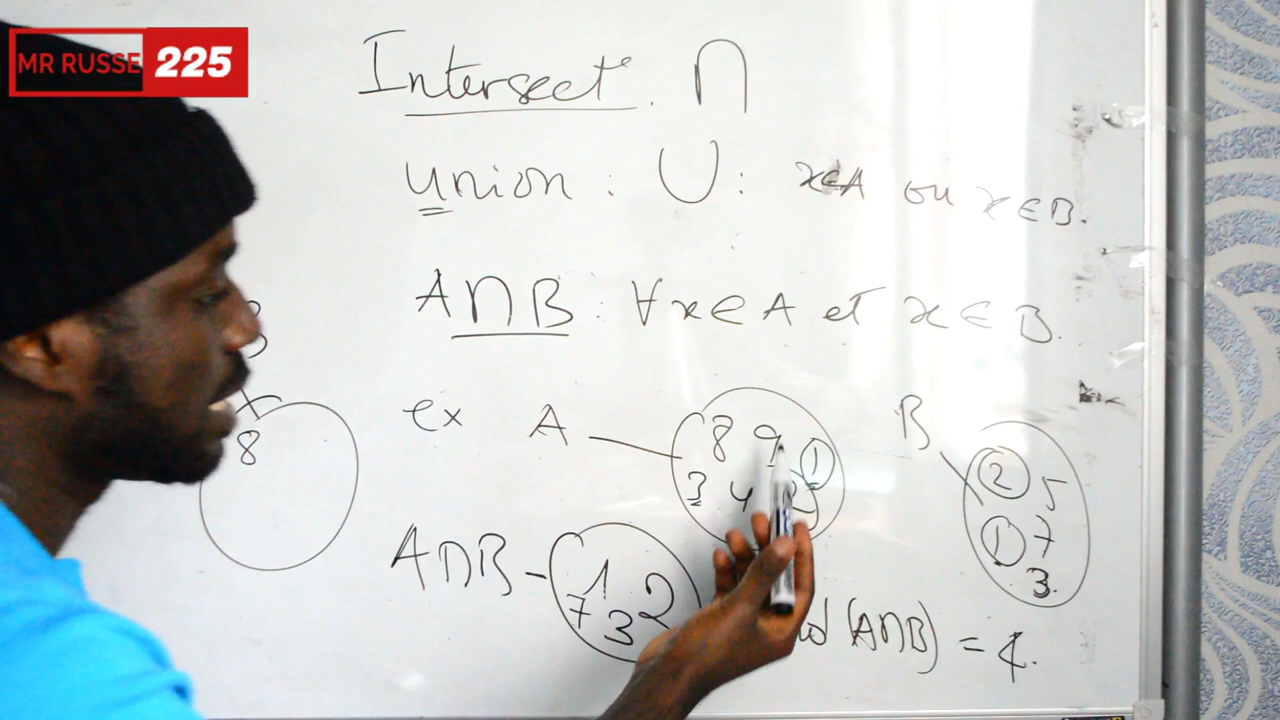 MR RUSSE 225
Intersect° . ∩
union : ∪ : x∈A ou x∈B.
A∩B : ∀x∈A et x∈B.
ex A 8 9 1 B 2 5
8 3 4 2 1 7
3
A∩B - 1 2
7 3
(A∩B) = 4.